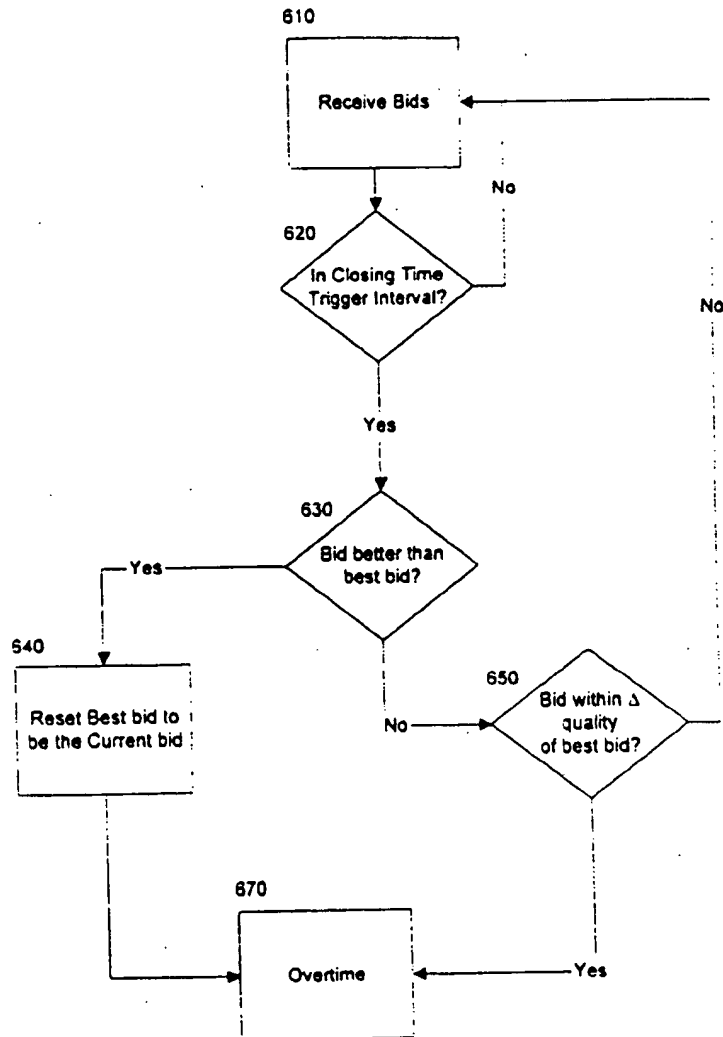 610
Receive Bids
No
620
In Closing Time
Trigger Interval?
No
Yes
630
Bid better than
best bid?
Yes
640
Reset Best bid to
be the Current bid
650
Bid within Δ
quality
of best bid?
No
670
Overtime
Yes